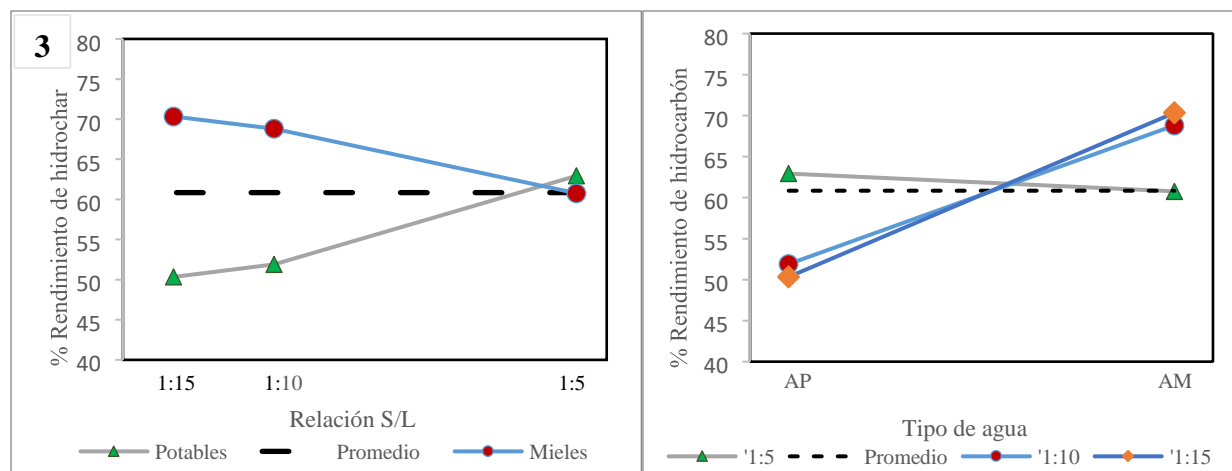 3
% Rendimiento de hidrochar
80
75
70
65
60
55
50
45
40
1:15 1:10 1:5
Relación S/L
Potables Promedio Mieles
% Rendimiento de hidrocarbón
80
75
70
65
60
55
50
45
40
AP AM
Tipo de agua
'1:5 Promedio '1:10 '1:15